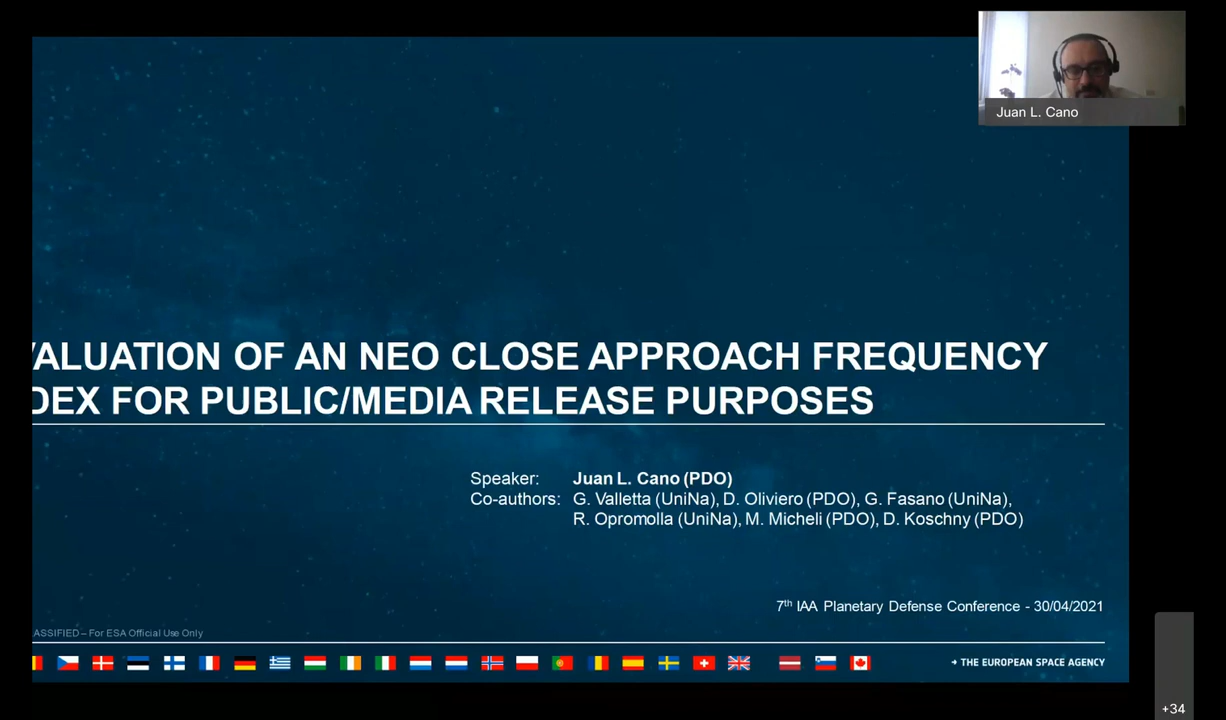 Juan L. Cano
VALUATION OF AN NEO CLOSE APPROACH FREQUENCY
DEX FOR PUBLIC/MEDIA RELEASE PURPOSES
Speaker: Juan L. Cano (PDO)
Co-authors: G. Valletta (UniNa), D. Oliviero (PDO), G. Fasano (UniNa),
R. Opromolla (UniNa), M. Micheli (PDO), D. Koschny (PDO)
7th IAA Planetary Defense Conference - 30/04/2021
ASSIFIED – For ESA Official Use Only
→ THE EUROPEAN SPACE AGENCY
+34